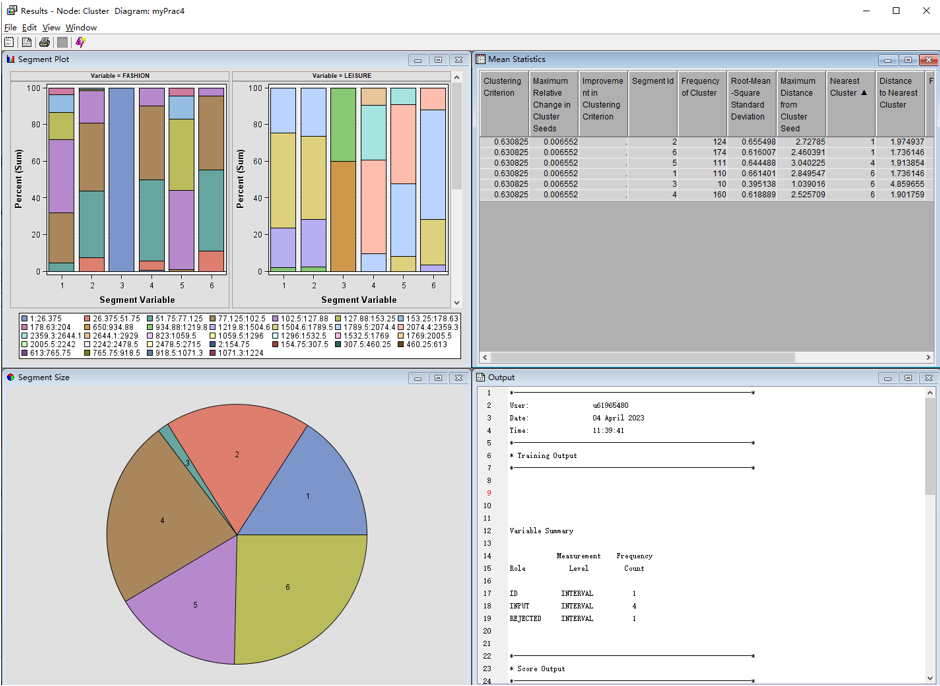 Results - Node: Cluster  Diagram: myPrac4
File Edit View Window
Segment Plot
Variable = FASHION
Variable = LEISURE
Percent (Sum)
100
80
60
40
20
0
1 2 3 4 5 6
Segment Variable
Percent (Sum)
100
80
60
40
20
0
1 2 3 4 5 6
Segment Variable
1:26.375 26.375:51.75 51.75:77.125 77.125:102.5 102.5:127.88 127.88:153.25 153.25:178.63
178.63:204 650:934.88 934.88:1219.8 1219.8:1504.6 1504.6:1789.5 1789.5:2074.4 2074.4:2359.3
2359.3:2644.1 2644.1:2929 823:1059.5 1059.5:1296 1296:1532.5 1532.5:1769 1769:2005.5
2005.5:2242 2242:2478.5 2478.5:2715 2:154.75 154.75:307.5 307.5:460.25 460.25:613
613:765.75 765.75:918.5 918.5:1071.3 1071.3:1224
Mean Statistics
Clustering Criterion
Maximum Relative Change in Cluster Seeds
Improvement in Clustering Criterion
Segment Id
Frequency of Cluster
Root-Mean-Square Standard Deviation
Maximum Distance from Cluster Seed
Nearest Cluster ▲
Distance to Nearest Cluster
F
0.630825 0.006552 . 2 124 0.655498 2.72785 1 1.974937
0.630825 0.006552 . 6 174 0.616007 2.460391 1 1.736146
0.630825 0.006552 . 5 111 0.644488 3.040225 4 1.913854
0.630825 0.006552 . 1 110 0.661401 2.849547 6 1.736146
0.630825 0.006552 . 3 10 0.395138 1.039016 6 4.859655
0.630825 0.006552 . 4 160 0.618889 2.525709 6 1.901759
Segment Size
1
2
3
4
5
6
Output
1 *------------------------------------------------------------*
2 User: u61965480
3 Date: 04 April 2023
4 Time: 11:39:41
5 *------------------------------------------------------------*
6 * Training Output
7 *------------------------------------------------------------*
8
9
10
11
12 Variable Summary
13
14 Measurement Frequency
15 Role Level Count
16
17 ID INTERVAL 1
18 INPUT INTERVAL 4
19 REJECTED INTERVAL 1
20
21
22 *------------------------------------------------------------*
23 * Score Output
24 *------------------------------------------------------------*